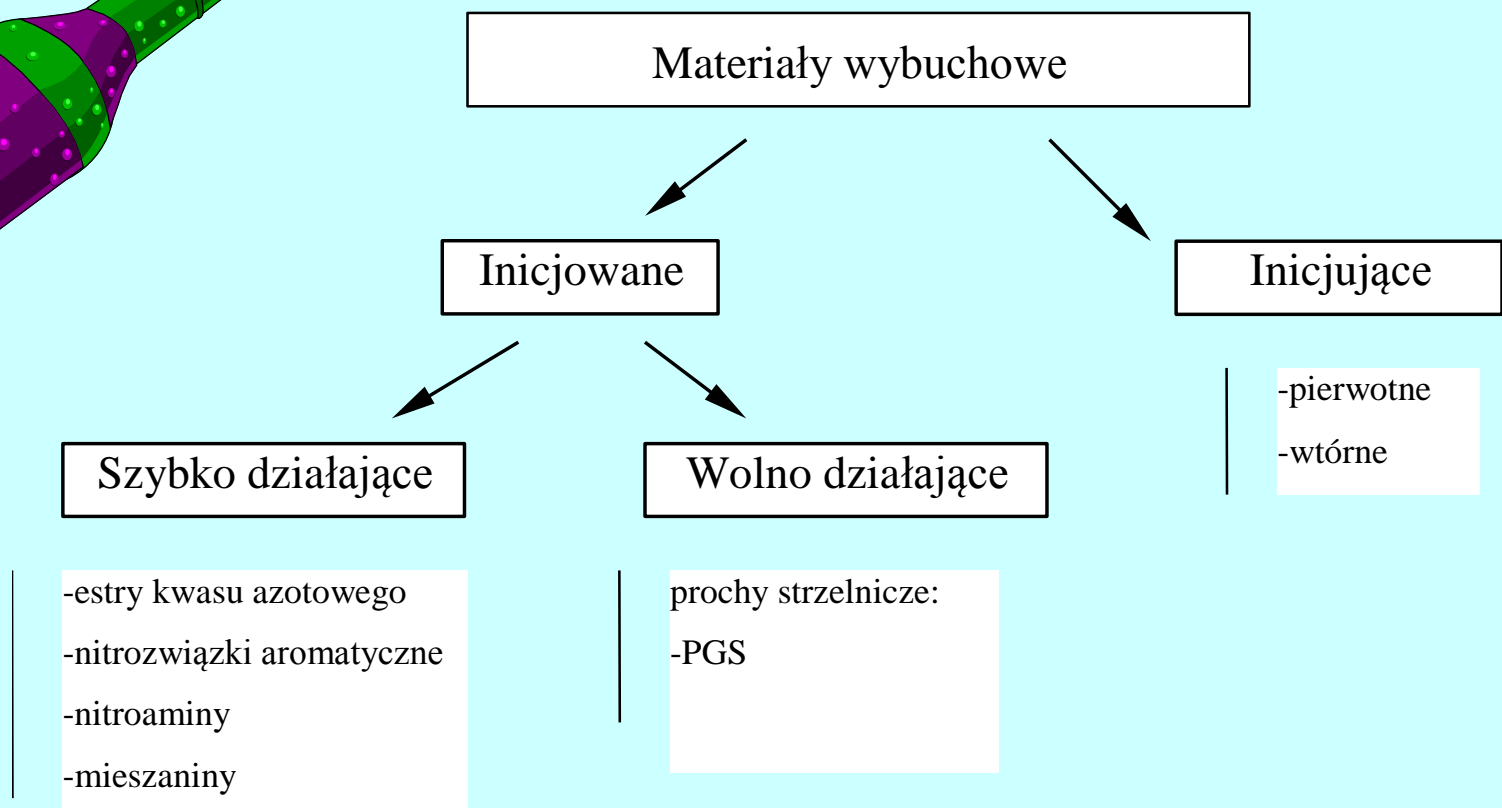 Materiały wybuchowe
Inicjowane
Inicjujące
-pierwotne
-wtórne
Szybko działające
Wolno działające
-estry kwasu azotowego
-nitrozwiązki aromatyczne
-nitroaminy
-mieszaniny
prochy strzelnicze:
-PGS